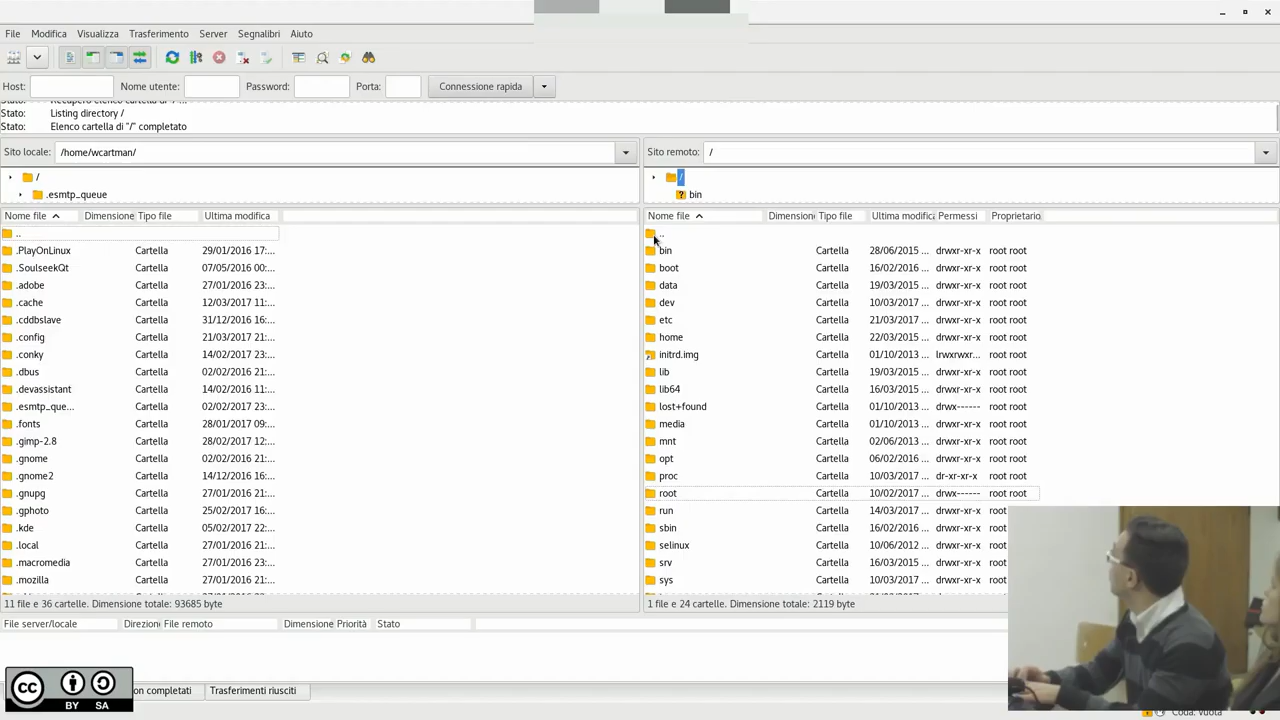 File Modifica Visualizza Trasferimento Server Segnalibri Aiuto
Host: Nome utente: Password: Porta: Connessione rapida
Stato: Recupero elenco cartella di "/"...
Stato: Listing directory /
Stato: Elenco cartella di "/" completato
Sito locale: /home/wcartman/
/
.esmtp_queue
Nome file Dimensione Tipo file Ultima modifica
..
.PlayOnLinux Cartella 29/01/2016 17:...
.SoulseekQt Cartella 07/05/2016 00:...
.adobe Cartella 27/01/2016 23:...
.cache Cartella 12/03/2017 11:...
.cddbslave Cartella 31/12/2016 16:...
.config Cartella 21/03/2017 21:...
.conky Cartella 14/02/2017 23:...
.dbus Cartella 02/02/2016 21:...
.devassistant Cartella 14/02/2016 11:...
.esmtp_que... Cartella 02/02/2017 23:...
.fonts Cartella 28/01/2017 09:...
.gimp-2.8 Cartella 28/02/2017 12:...
.gnome Cartella 02/02/2016 21:...
.gnome2 Cartella 14/12/2016 16:...
.gnupg Cartella 27/01/2016 21:...
.gphoto Cartella 25/02/2017 16:...
.kde Cartella 05/02/2017 22:...
.local Cartella 27/01/2016 21:...
.macromedia Cartella 27/01/2016 23:...
.mozilla Cartella 27/01/2016 21:...
11 file e 36 cartelle. Dimensione totale: 93685 byte
Sito remoto: /
/
? bin
Nome file Dimension Tipo file Ultima modific Permessi Proprietario
..
bin Cartella 28/06/2015 ... drwxr-xr-x root root
boot Cartella 16/02/2016 ... drwxr-xr-x root root
data Cartella 19/03/2015 ... drwxr-xr-x root root
dev Cartella 10/03/2017 ... drwxr-xr-x root root
etc Cartella 21/03/2017 ... drwxr-xr-x root root
home Cartella 22/03/2015 ... drwxr-xr-x root root
initrd.img Cartella 01/10/2013 ... lrwxrwxr... root root
lib Cartella 19/03/2015 ... drwxr-xr-x root root
lib64 Cartella 16/03/2015 ... drwxr-xr-x root root
lost+found Cartella 01/10/2013 ... drwx------ root root
media Cartella 01/10/2013 ... drwxr-xr-x root root
mnt Cartella 02/06/2013 ... drwxr-xr-x root root
opt Cartella 06/02/2016 ... drwxr-xr-x root root
proc Cartella 10/03/2017 ... dr-xr-xr-x root root
root Cartella 10/02/2017 ... drwx------ root root
run Cartella 14/03/2017 ... drwxr-xr-x root root
sbin Cartella 16/02/2016 ... drwxr-xr-x
selinux Cartella 10/06/2012 ... drwxr-xr-x
srv Cartella 16/03/2015 ... drwxr-xr-x
sys Cartella 10/03/2017 ... drwxr-xr-x
1 file e 24 cartelle. Dimensione totale: 2119 byte
File server/locale Direzion File remoto Dimensione Priorità Stato
on completati Trasferimenti riusciti
Coda: vuota
cc BY SA